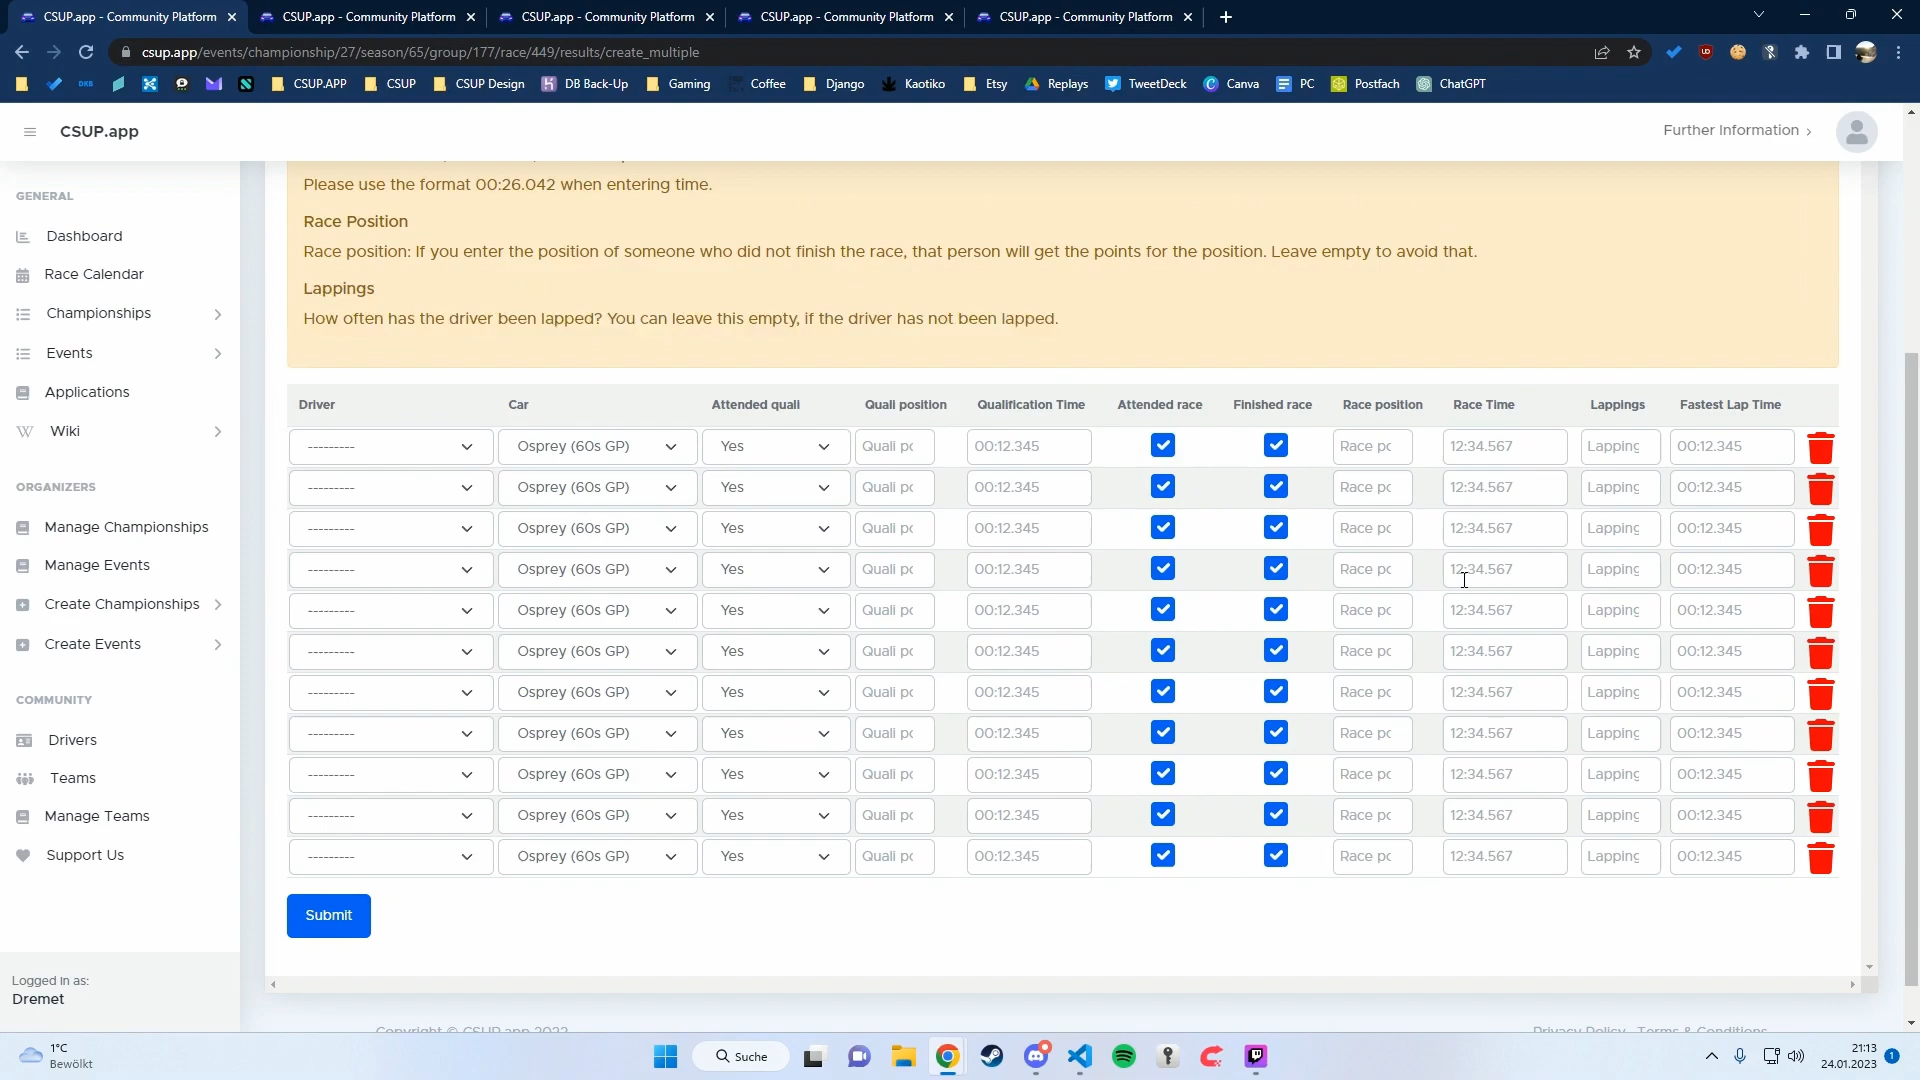 CSUP.app - Community Platform
CSUP.app - Community Platform
CSUP.app - Community Platform
CSUP.app - Community Platform
CSUP.app - Community Platform
csup.app/events/championship/27/season/65/group/177/race/449/results/create_multiple
DKB CSUP.APP CSUP CSUP Design DB Back-Up Gaming Coffee Django Kaotiko Etsy Replays TweetDeck Canva PC Postfach ChatGPT
CSUP.app
Further Information
GENERAL
Dashboard
Race Calendar
Championships
Events
Applications
Wiki
ORGANIZERS
Manage Championships
Manage Events
Create Championships
Create Events
COMMUNITY
Drivers
Teams
Manage Teams
Support Us
Logged in as:
Dremet
Please use the format 00:26.042 when entering time.
Race Position
Race position: If you enter the position of someone who did not finish the race, that person will get the points for the position. Leave empty to avoid that.
Lappings
How often has the driver been lapped? You can leave this empty, if the driver has not been lapped.
Driver Car Attended quali Quali position Qualification Time Attended race Finished race Race position Race Time Lappings Fastest Lap Time
--------- Osprey (60s GP) Yes Quali pc 00:12.345 Race pc 12:34.567 Lapping 00:12.345
--------- Osprey (60s GP) Yes Quali pc 00:12.345 Race pc 12:34.567 Lapping 00:12.345
--------- Osprey (60s GP) Yes Quali pc 00:12.345 Race pc 12:34.567 Lapping 00:12.345
--------- Osprey (60s GP) Yes Quali pc 00:12.345 Race pc 12:34.567 Lapping 00:12.345
--------- Osprey (60s GP) Yes Quali pc 00:12.345 Race pc 12:34.567 Lapping 00:12.345
--------- Osprey (60s GP) Yes Quali pc 00:12.345 Race pc 12:34.567 Lapping 00:12.345
--------- Osprey (60s GP) Yes Quali pc 00:12.345 Race pc 12:34.567 Lapping 00:12.345
--------- Osprey (60s GP) Yes Quali pc 00:12.345 Race pc 12:34.567 Lapping 00:12.345
--------- Osprey (60s GP) Yes Quali pc 00:12.345 Race pc 12:34.567 Lapping 00:12.345
--------- Osprey (60s GP) Yes Quali pc 00:12.345 Race pc 12:34.567 Lapping 00:12.345
--------- Osprey (60s GP) Yes Quali pc 00:12.345 Race pc 12:34.567 Lapping 00:12.345
Submit
Copyright © CSUP.app 2022
Privacy Policy Terms & Conditions
1°C
Bewölkt
Suche
21:13
24.01.2023
1